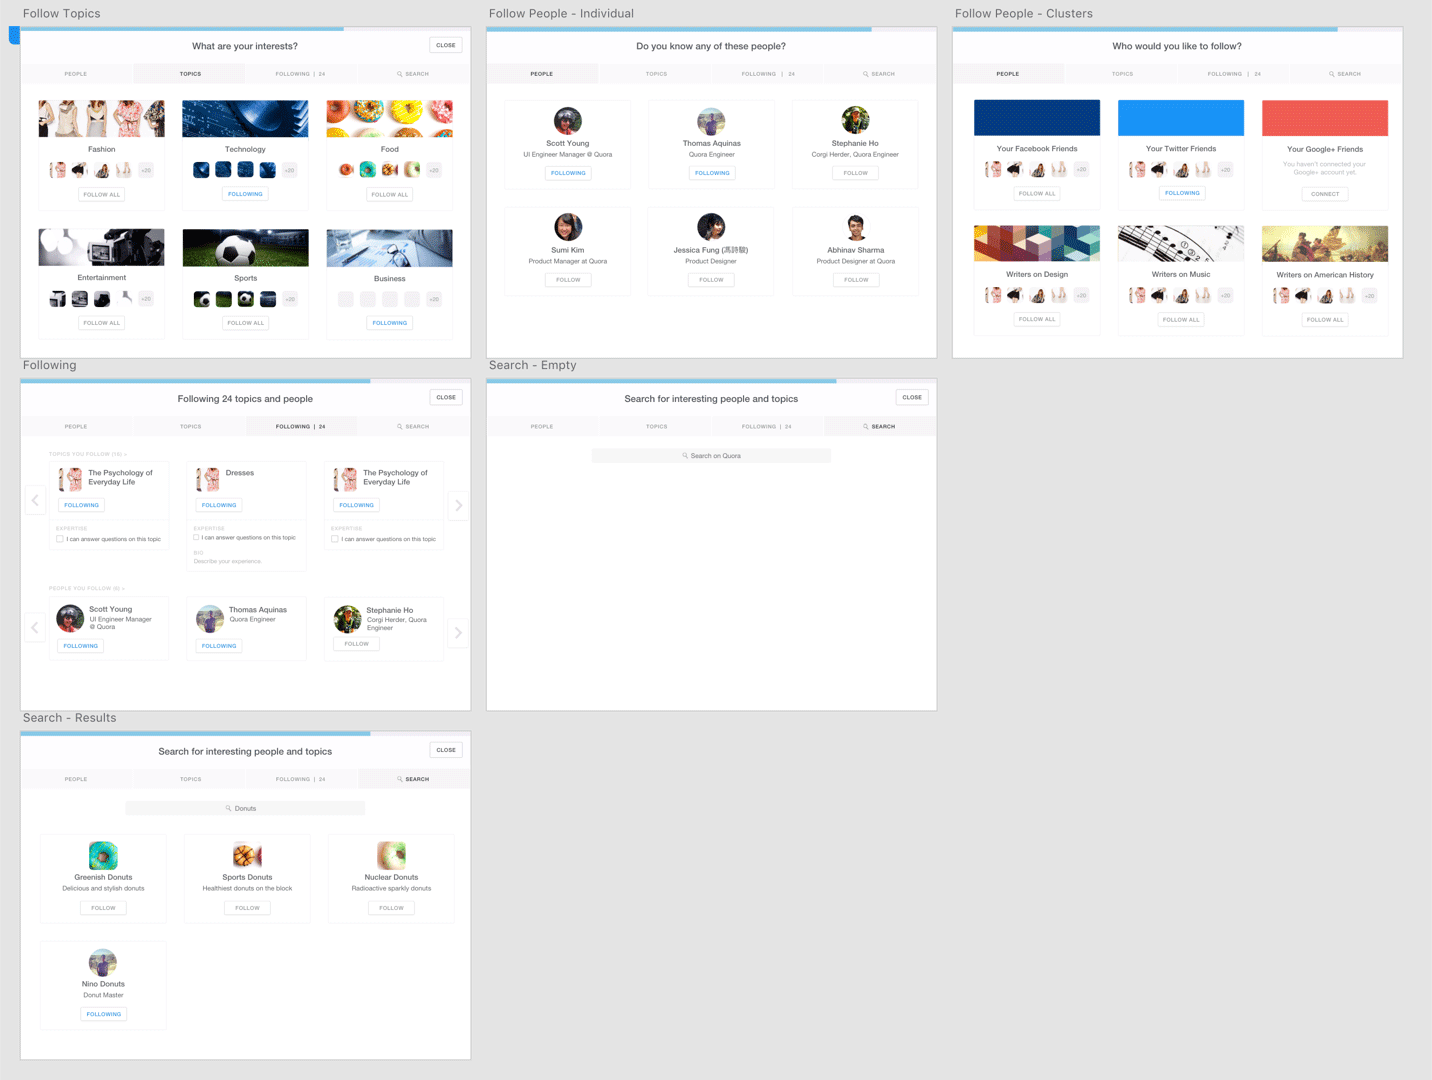 Follow Topics
What are your interests?
CLOSE
PEOPLE
TOPICS
FOLLOWING | 24
SEARCH
Fashion
Technology
Food
+20
+20
+20
FOLLOW ALL
FOLLOWING
FOLLOW ALL
Entertainment
Sports
Business
+20
+20
+20
FOLLOW ALL
FOLLOW ALL
FOLLOWING
Follow People - Individual
Do you know any of these people?
PEOPLE
TOPICS
FOLLOWING | 24
SEARCH
Scott Young
UI Engineer Manager @ Quora
FOLLOWING
Thomas Aquinas
Quora Engineer
FOLLOWING
Stephanie Ho
Corgi Herder, Quora Engineer
FOLLOW
Sumi Kim
Product Manager at Quora
FOLLOW
Jessica Fung (馮詩駿)
Product Designer
FOLLOW
Abhinav Sharma
Product Designer at Quora
FOLLOW
Follow People - Clusters
Who would you like to follow?
PEOPLE
TOPICS
FOLLOWING | 24
SEARCH
Your Facebook Friends
+20
FOLLOW ALL
Your Twitter Friends
+20
FOLLOWING
Your Google+ Friends
You haven't connected your
Google+ account yet.
CONNECT
Writers on Design
+20
FOLLOW ALL
Writers on Music
+20
FOLLOW ALL
Writers on American History
+20
FOLLOW ALL
Following
Following 24 topics and people
CLOSE
PEOPLE
TOPICS
FOLLOWING | 24
SEARCH
TOPICS YOU FOLLOW (18) >
The Psychology of
Everyday Life
FOLLOWING
EXPERTISE
I can answer questions on this topic
Dresses
FOLLOWING
EXPERTISE
I can answer questions on this topic
BIO
Describe your experience.
The Psychology of
Everyday Life
FOLLOWING
EXPERTISE
I can answer questions on this topic
PEOPLE YOU FOLLOW (6) >
Scott Young
UI Engineer Manager
@ Quora
FOLLOWING
Thomas Aquinas
Quora Engineer
FOLLOWING
Stephanie Ho
Corgi Herder, Quora
Engineer
FOLLOW
Search - Empty
Search for interesting people and topics
CLOSE
PEOPLE
TOPICS
FOLLOWING | 24
SEARCH
Search on Quora
Search - Results
Search for interesting people and topics
CLOSE
PEOPLE
TOPICS
FOLLOWING | 24
SEARCH
Donuts
Greenish Donuts
Delicious and stylish donuts
FOLLOW
Sports Donuts
Healthiest donuts on the block
FOLLOW
Nuclear Donuts
Radioactive sparkly donuts
FOLLOW
Nino Donuts
Donut Master
FOLLOWING